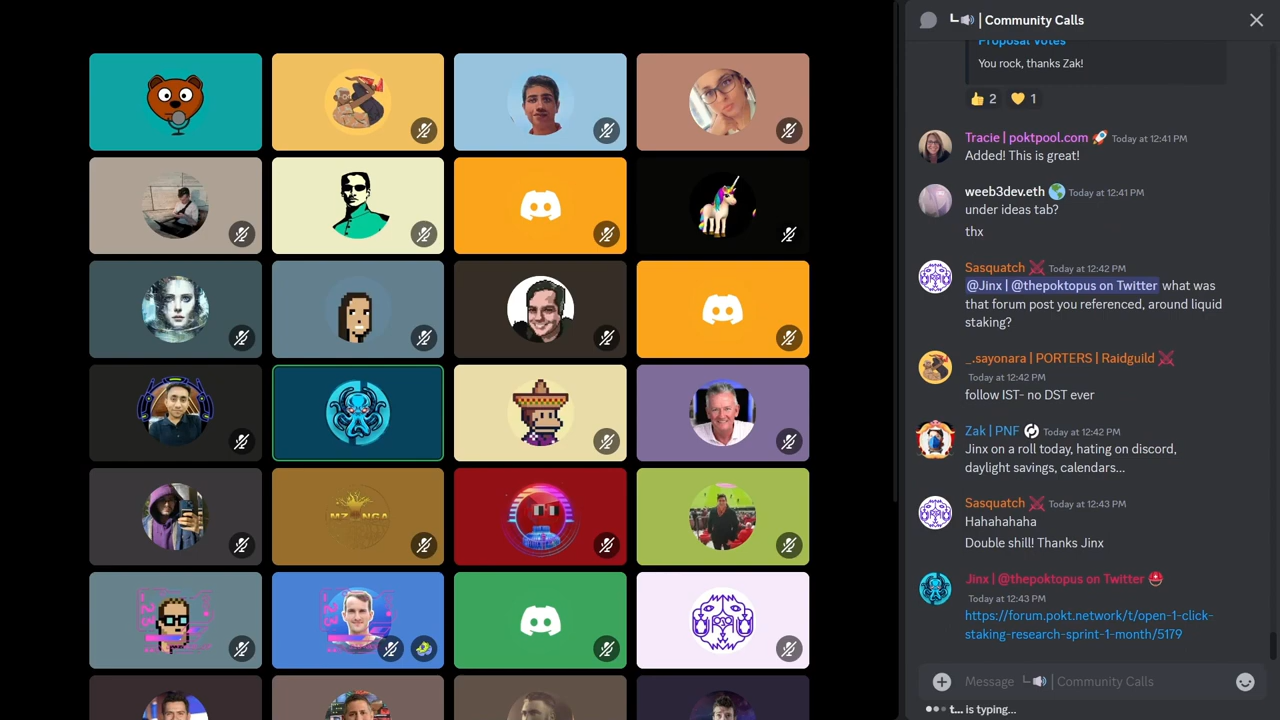 ┗🔊 | Community Calls
Proposal Votes
You rock, thanks Zak!
👍 2 🧡 1
Tracie | poktpool.com 🚀 Today at 12:41 PM
Added! This is great!
weeb3dev.eth 🌎 Today at 12:41 PM
under ideas tab?
thx
Sasquatch ⚔ Today at 12:42 PM
@Jinx | @thepoktopus on Twitter what was
that forum post you referenced, around liquid
staking?
_.sayonara | PORTERS | Raidguild ⚔
Today at 12:42 PM
follow IST- no DST ever
Zak | PNF Today at 12:42 PM
Jinx on a roll today, hating on discord,
daylight savings, calendars...
Sasquatch ⚔ Today at 12:43 PM
Hahahahaha
Double shill! Thanks Jinx
Jinx | @thepoktopus on Twitter ⛑
Today at 12:43 PM
https://forum.pokt.network/t/open-1-click-
staking-research-sprint-1-month/5179
Message ┗🔊 | Community Calls
t... is typing...
MZONGA